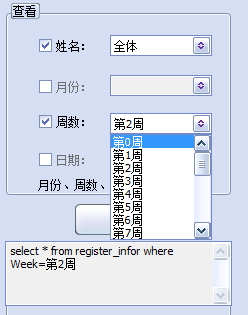 查看
姓名： 全体
月份：
周数： 第2周
第0周
第1周
第2周
第3周
第4周
第5周
第6周
第7周
日期：
月份、周数、
select * from register_infor where
Week=第2周